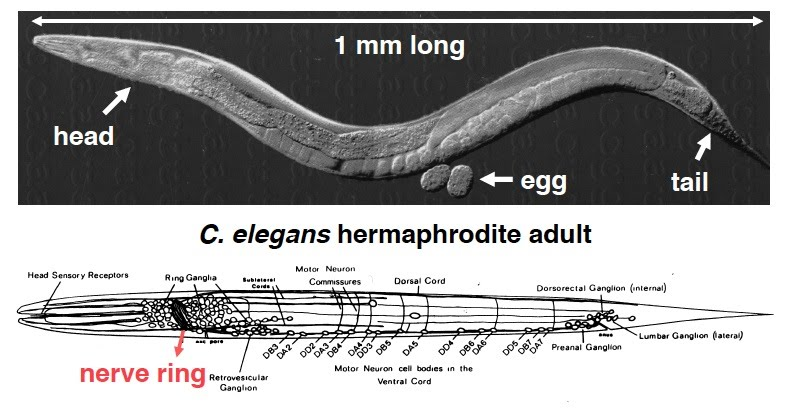 1 mm long
head
egg
tail
C. elegans hermaphrodite adult
Head Sensory Receptors
Ring Ganglia
Sublateral
Cords
Motor Neuron
Commissures
Dorsal Cord
Dorsorectal Ganglion (internal)
exc pore
nerve ring
Retrovesicular
Ganglion
DB3
DA2
DD2
DA3
DB4
DA4
DD3
DB5
DA5
DD4
DB6
DA6
DD5
DB7
DA7
Motor Neuron cell bodies in the
Ventral Cord
Preanal Ganglion
anus
Lumbar Ganglion (lateral)